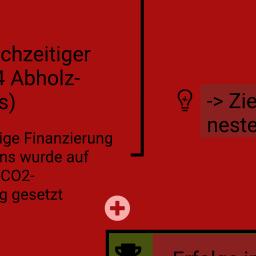 chzeitiger
4 Abholz-
s)
ige Finanzierung
ns wurde auf
CO2-
g gesetzt
-> Zie
neste
Erfolge i